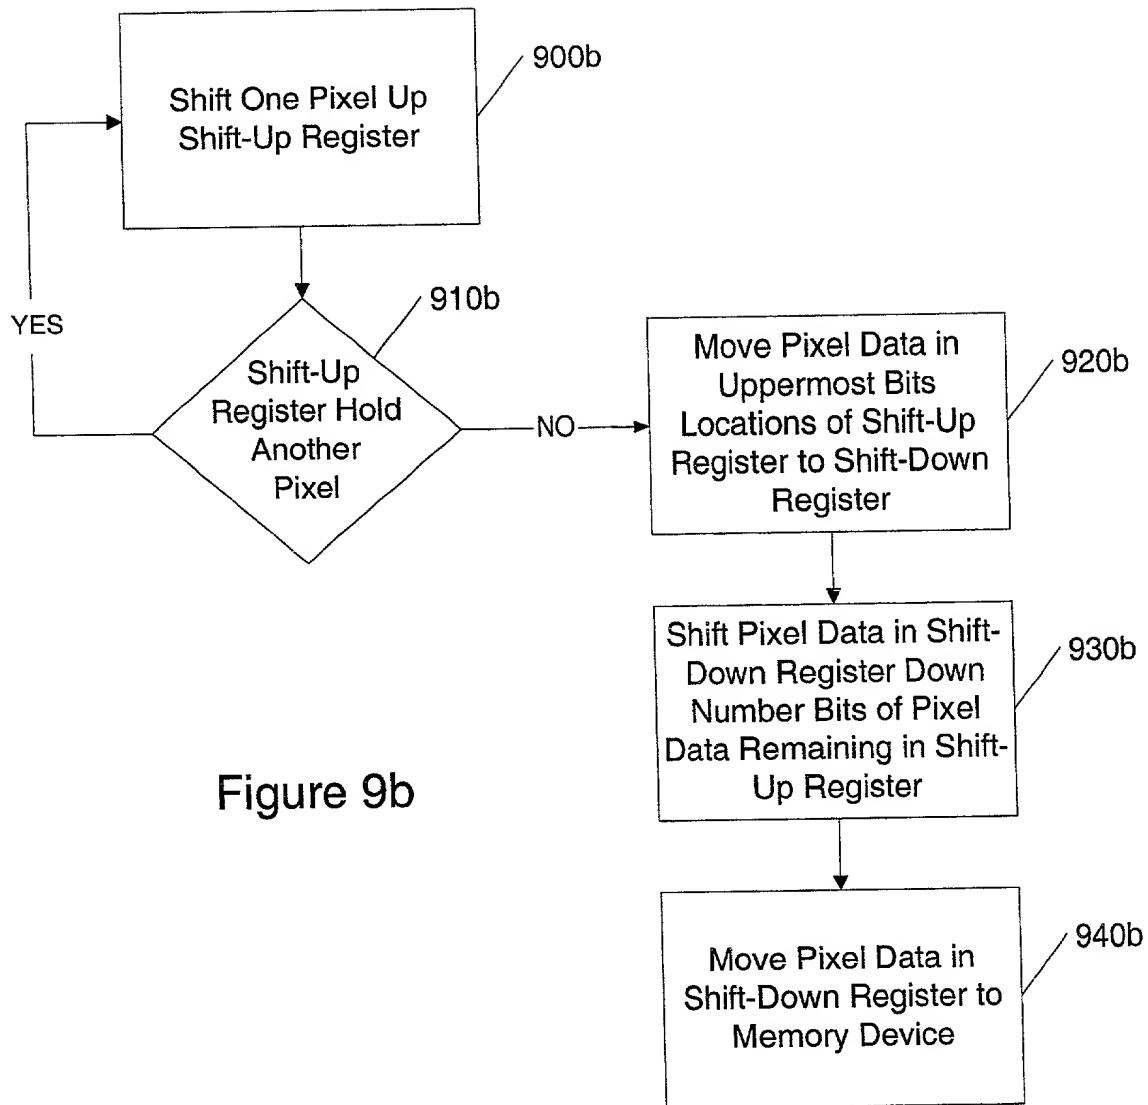 900b
Shift One Pixel Up
Shift-Up Register
YES
910b
Shift-Up
Register Hold
Another
Pixel
NO
Move Pixel Data in
Uppermost Bits
Locations of Shift-Up
Register to Shift-Down
Register
920b
Shift Pixel Data in Shift-
Down Register Down
Number Bits of Pixel
Data Remaining in Shift-
Up Register
930b
Figure 9b
Move Pixel Data in
Shift-Down Register to
Memory Device
940b